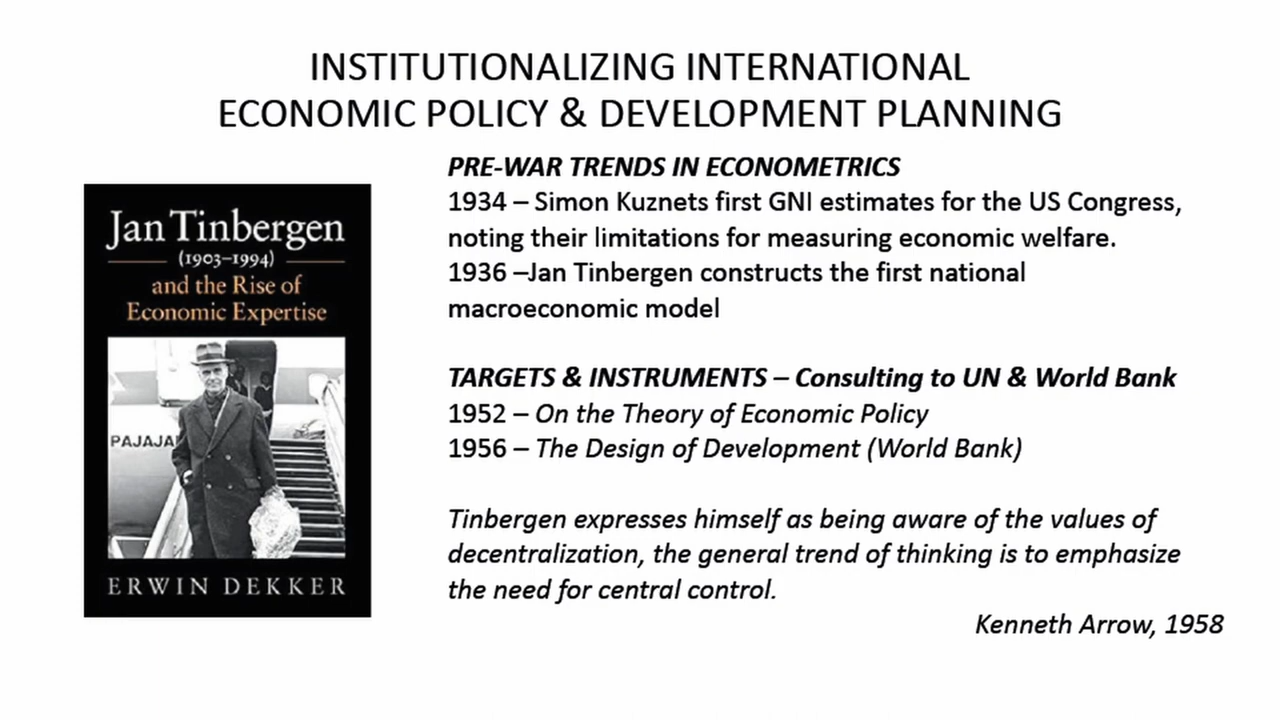 INSTITUTIONALIZING INTERNATIONAL
ECONOMIC POLICY & DEVELOPMENT PLANNING
Jan Tinbergen
(1903–1994)
and the Rise of
Economic Expertise
PAJAJA
ERWIN DEKKER
PRE-WAR TRENDS IN ECONOMETRICS
1934 – Simon Kuznets first GNI estimates for the US Congress,
noting their limitations for measuring economic welfare.
1936 –Jan Tinbergen constructs the first national
macroeconomic model
TARGETS & INSTRUMENTS – Consulting to UN & World Bank
1952 – On the Theory of Economic Policy
1956 – The Design of Development (World Bank)
Tinbergen expresses himself as being aware of the values of
decentralization, the general trend of thinking is to emphasize
the need for central control.
Kenneth Arrow, 1958